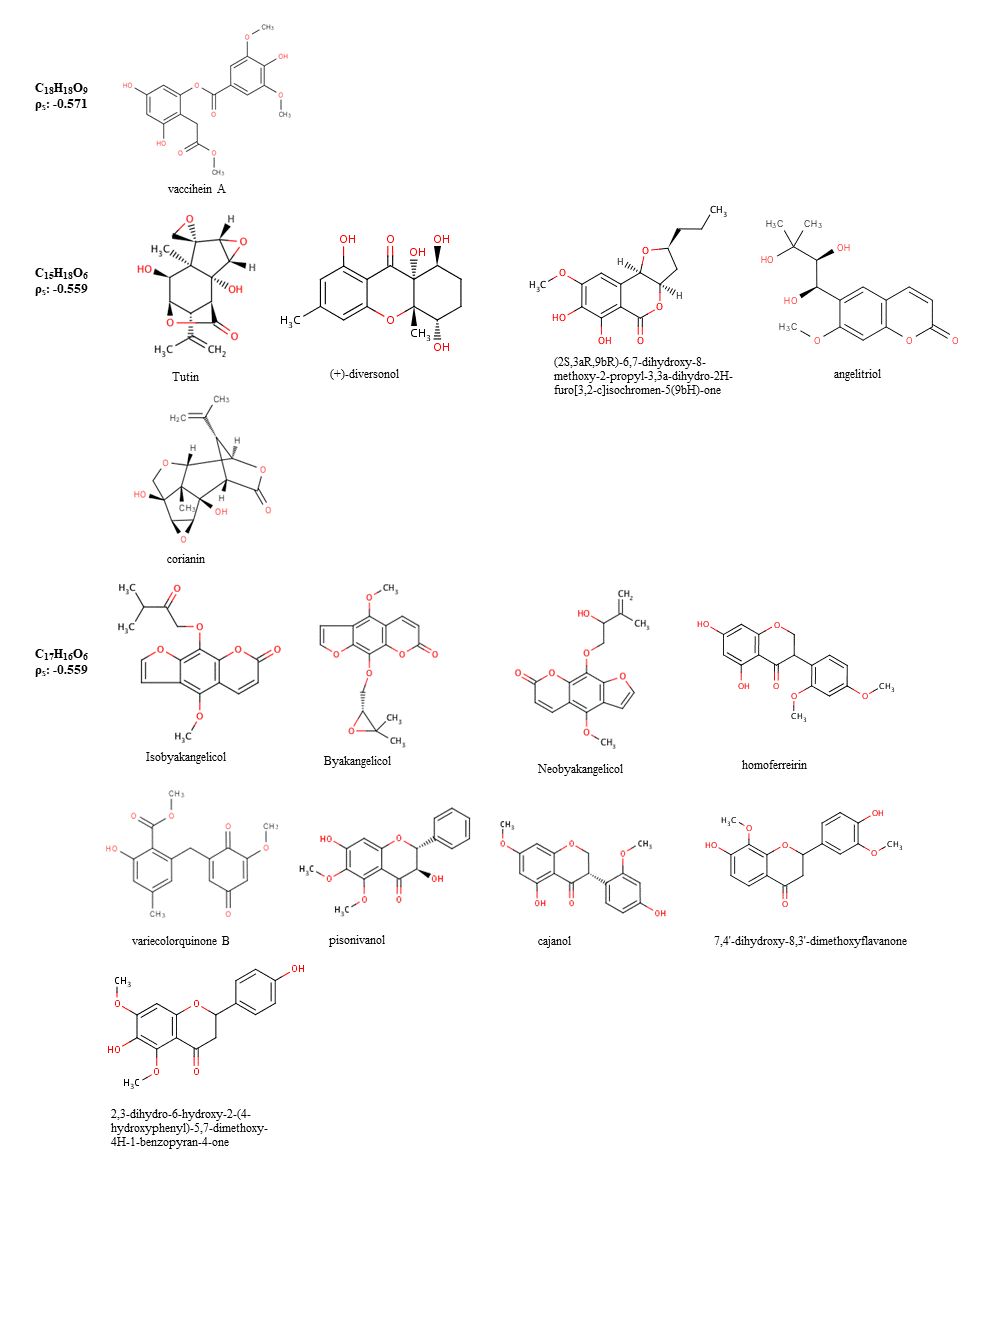 C18H18O9
ρs: -0.571
vaccihein A
C15H18O6
ρs: -0.559
Tutin
(+)-diversonol
(2S,3aR,9bR)-6,7-dihydroxy-8-
methoxy-2-propyl-3,3a-dihydro-2H-
furo[3,2-c]isochromen-5(9bH)-one
angelitriol
corianin
C17H16O6
ρs: -0.559
Isobyakangelicol
Byakangelicol
Neobyakangelicol
homoferreirin
variecolorquinone B
pisonivanol
cajanol
7,4'-dihydroxy-8,3'-dimethoxyflavanone
2,3-dihydro-6-hydroxy-2-(4-
hydroxyphenyl)-5,7-dimethoxy-
4H-1-benzopyran-4-one